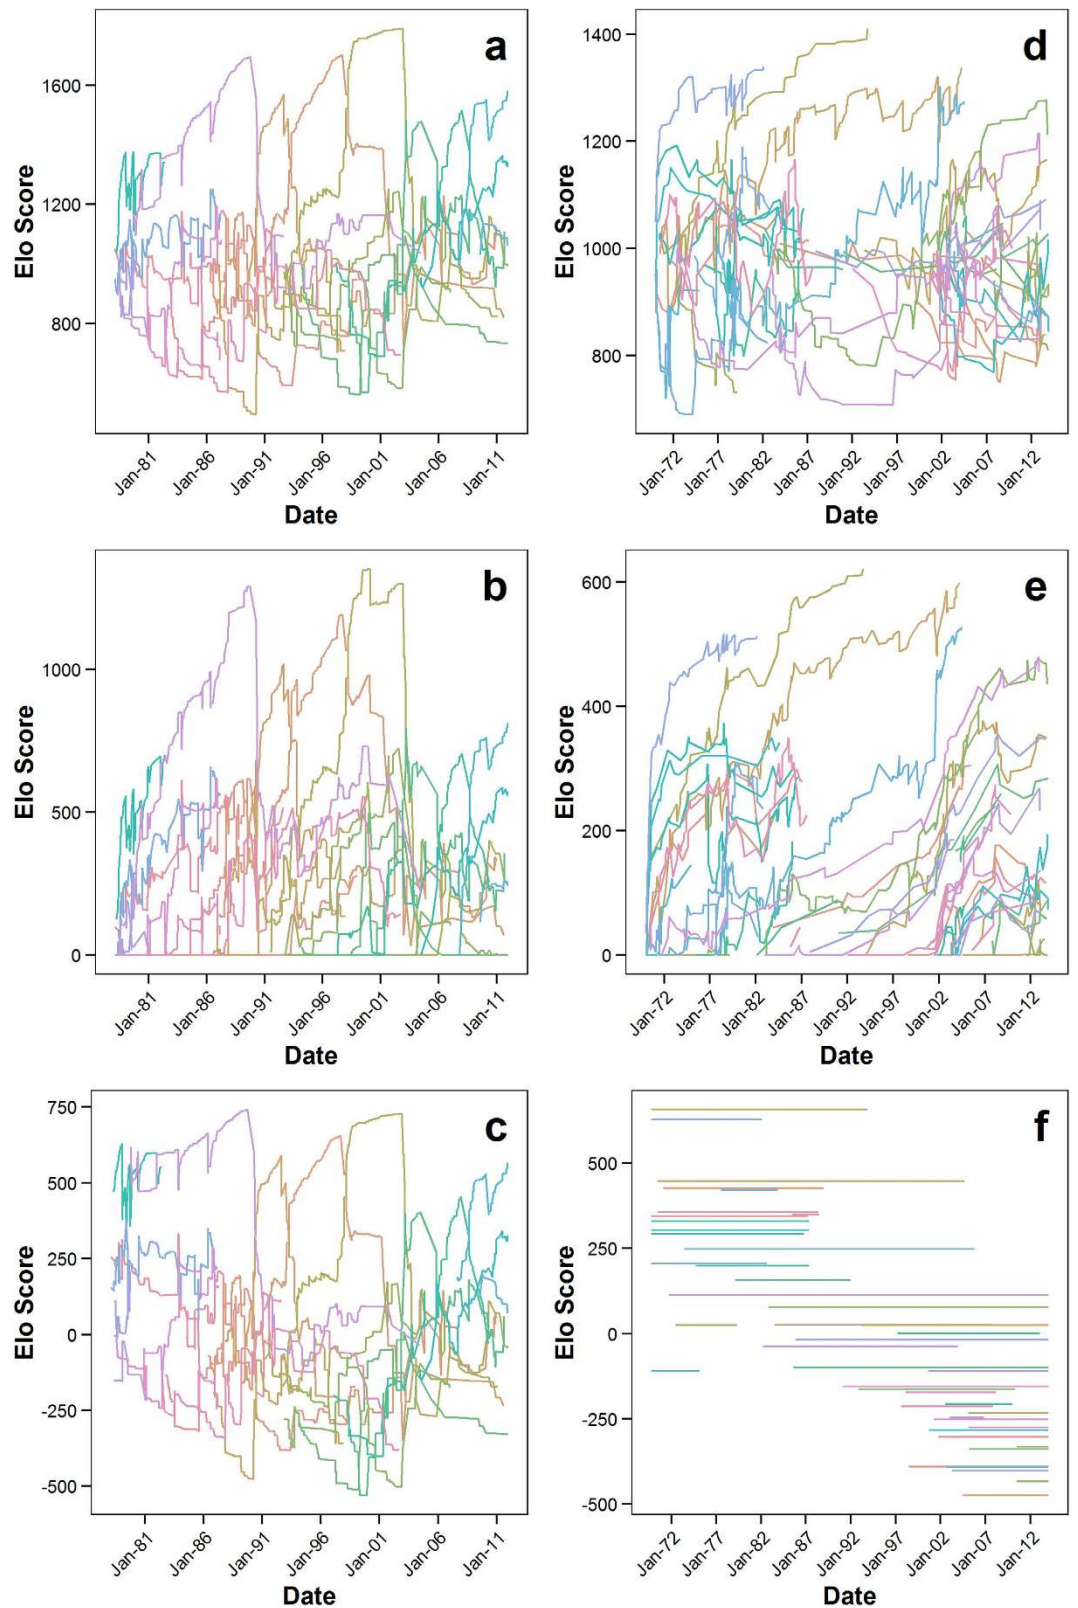 a
Elo Score
1600
1200
800
Jan-81
Jan-86
Jan-91
Jan-96
Jan-01
Jan-06
Jan-11
Date
d
Elo Score
1400
1200
1000
800
Jan-72
Jan-77
Jan-82
Jan-87
Jan-92
Jan-97
Jan-02
Jan-07
Jan-12
Date
b
Elo Score
1000
500
0
Jan-81
Jan-86
Jan-91
Jan-96
Jan-01
Jan-06
Jan-11
Date
e
Elo Score
600
400
200
0
Jan-72
Jan-77
Jan-82
Jan-87
Jan-92
Jan-97
Jan-02
Jan-07
Jan-12
Date
c
Elo Score
750
500
250
0
-250
-500
Jan-81
Jan-86
Jan-91
Jan-96
Jan-01
Jan-06
Jan-11
Date
f
Elo Score
500
250
0
-250
-500
Jan-72
Jan-77
Jan-82
Jan-87
Jan-92
Jan-97
Jan-02
Jan-07
Jan-12
Date